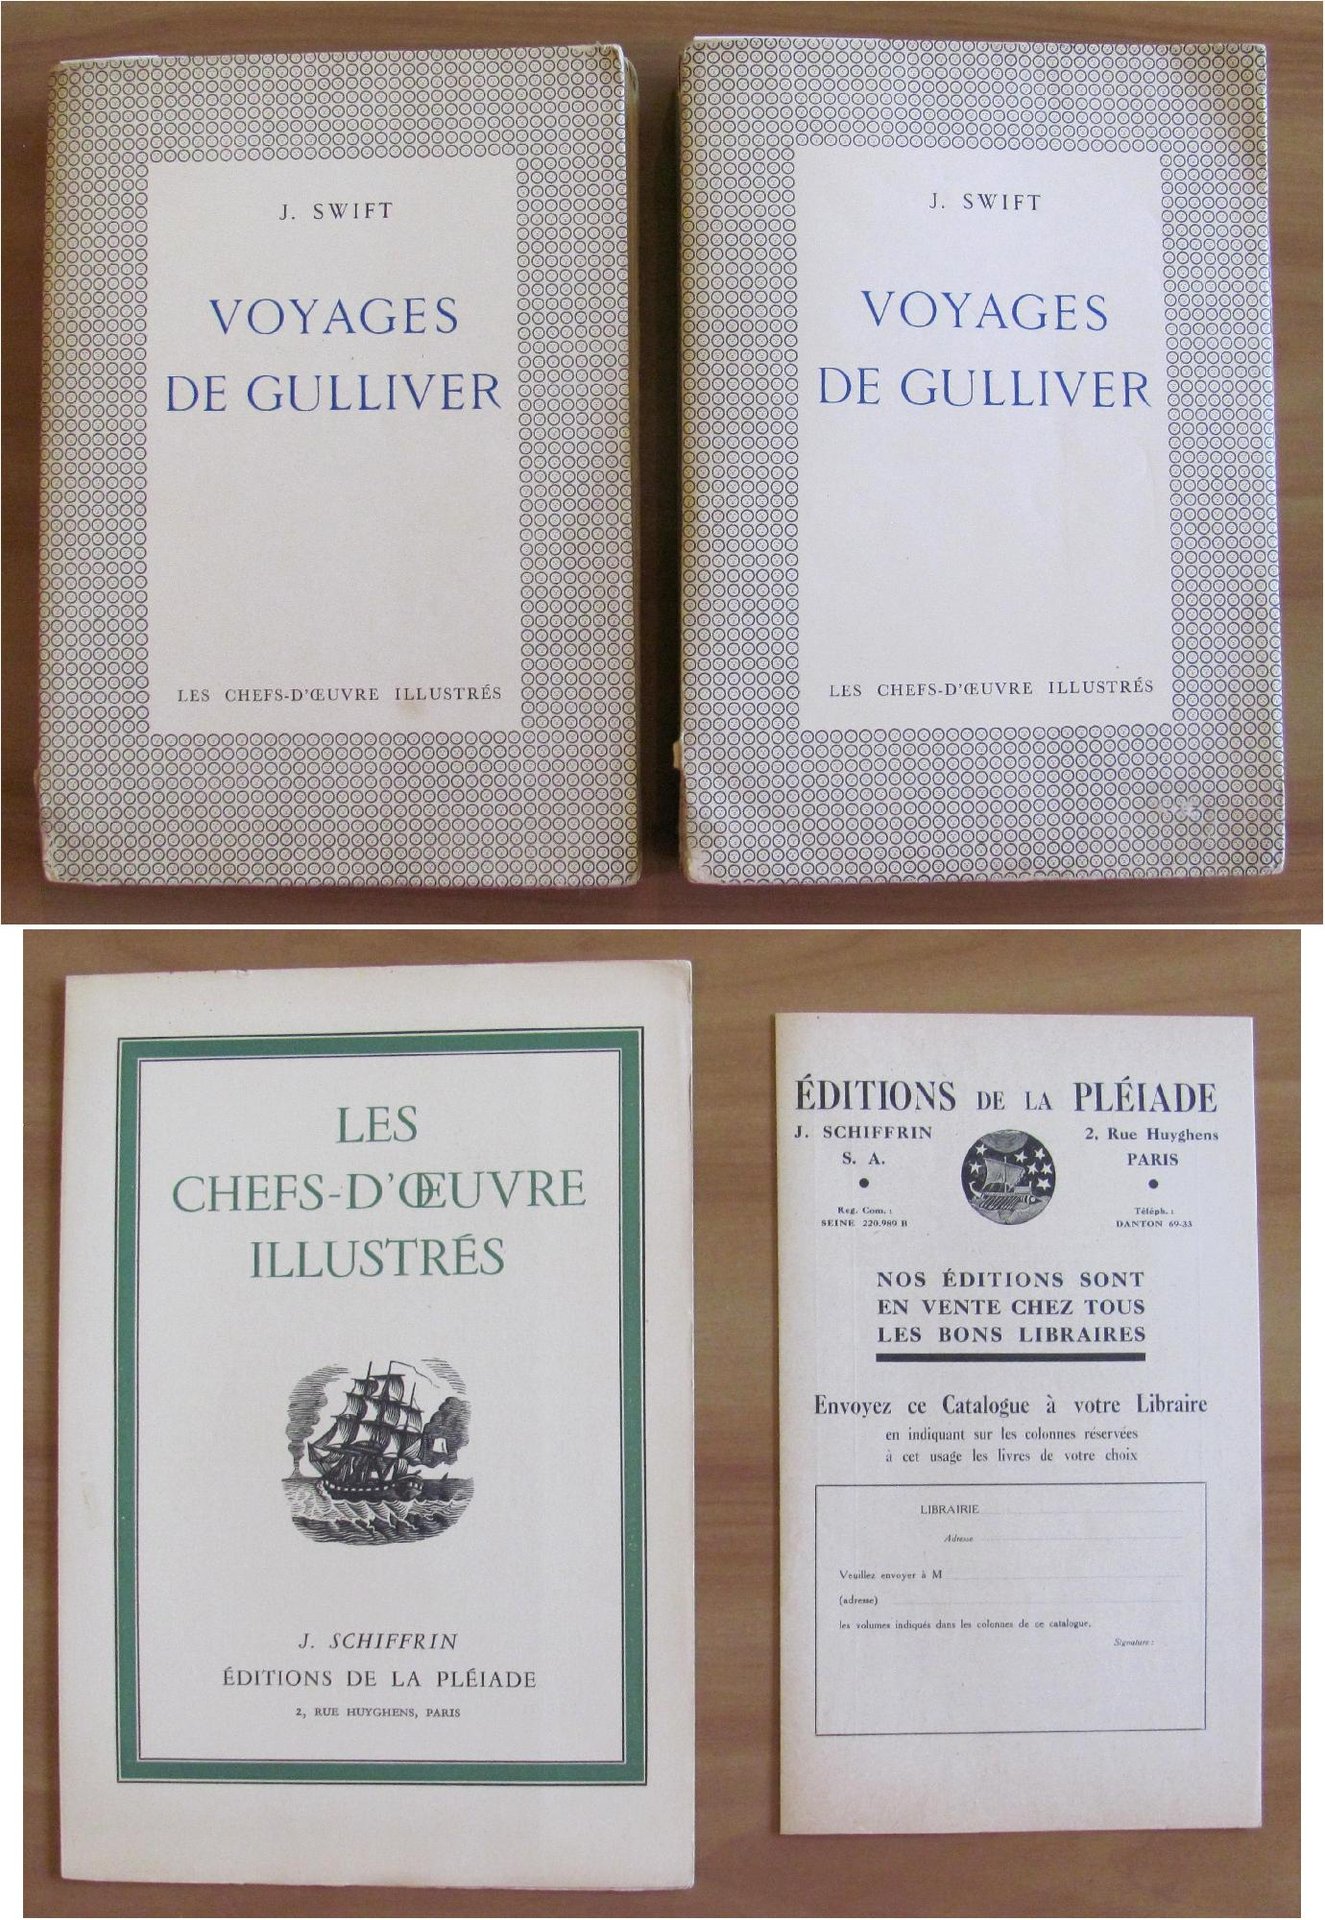 J. SWIFT
VOYAGES
DE GULLIVER
LES CHEFS-D'ŒUVRE ILLUSTRÉS
J. SWIFT
VOYAGES
DE GULLIVER
LES CHEFS-D'ŒUVRE ILLUSTRÉS
LES
CHEFS-D'ŒUVRE
ILLUSTRÉS
J. SCHIFFRIN
ÉDITIONS DE LA PLÉIADE
2, RUE HUYGHENS, PARIS
ÉDITIONS DE LA PLÉIADE
J. SCHIFFRIN
S. A.
Reg. Com. :
SEINE 220.989 B
2, Rue Huyghens
PARIS
Téléph. :
DANTON 69-33
NOS ÉDITIONS SONT
EN VENTE CHEZ TOUS
LES BONS LIBRAIRES
Envoyez ce Catalogue à votre Libraire
en indiquant sur les colonnes réservées
à cet usage les livres de votre choix
LIBRAIRIE
Adresse
Veuillez envoyer à M
(adresse)
les volumes indiqués dans les colonnes de ce catalogue.
Signature :